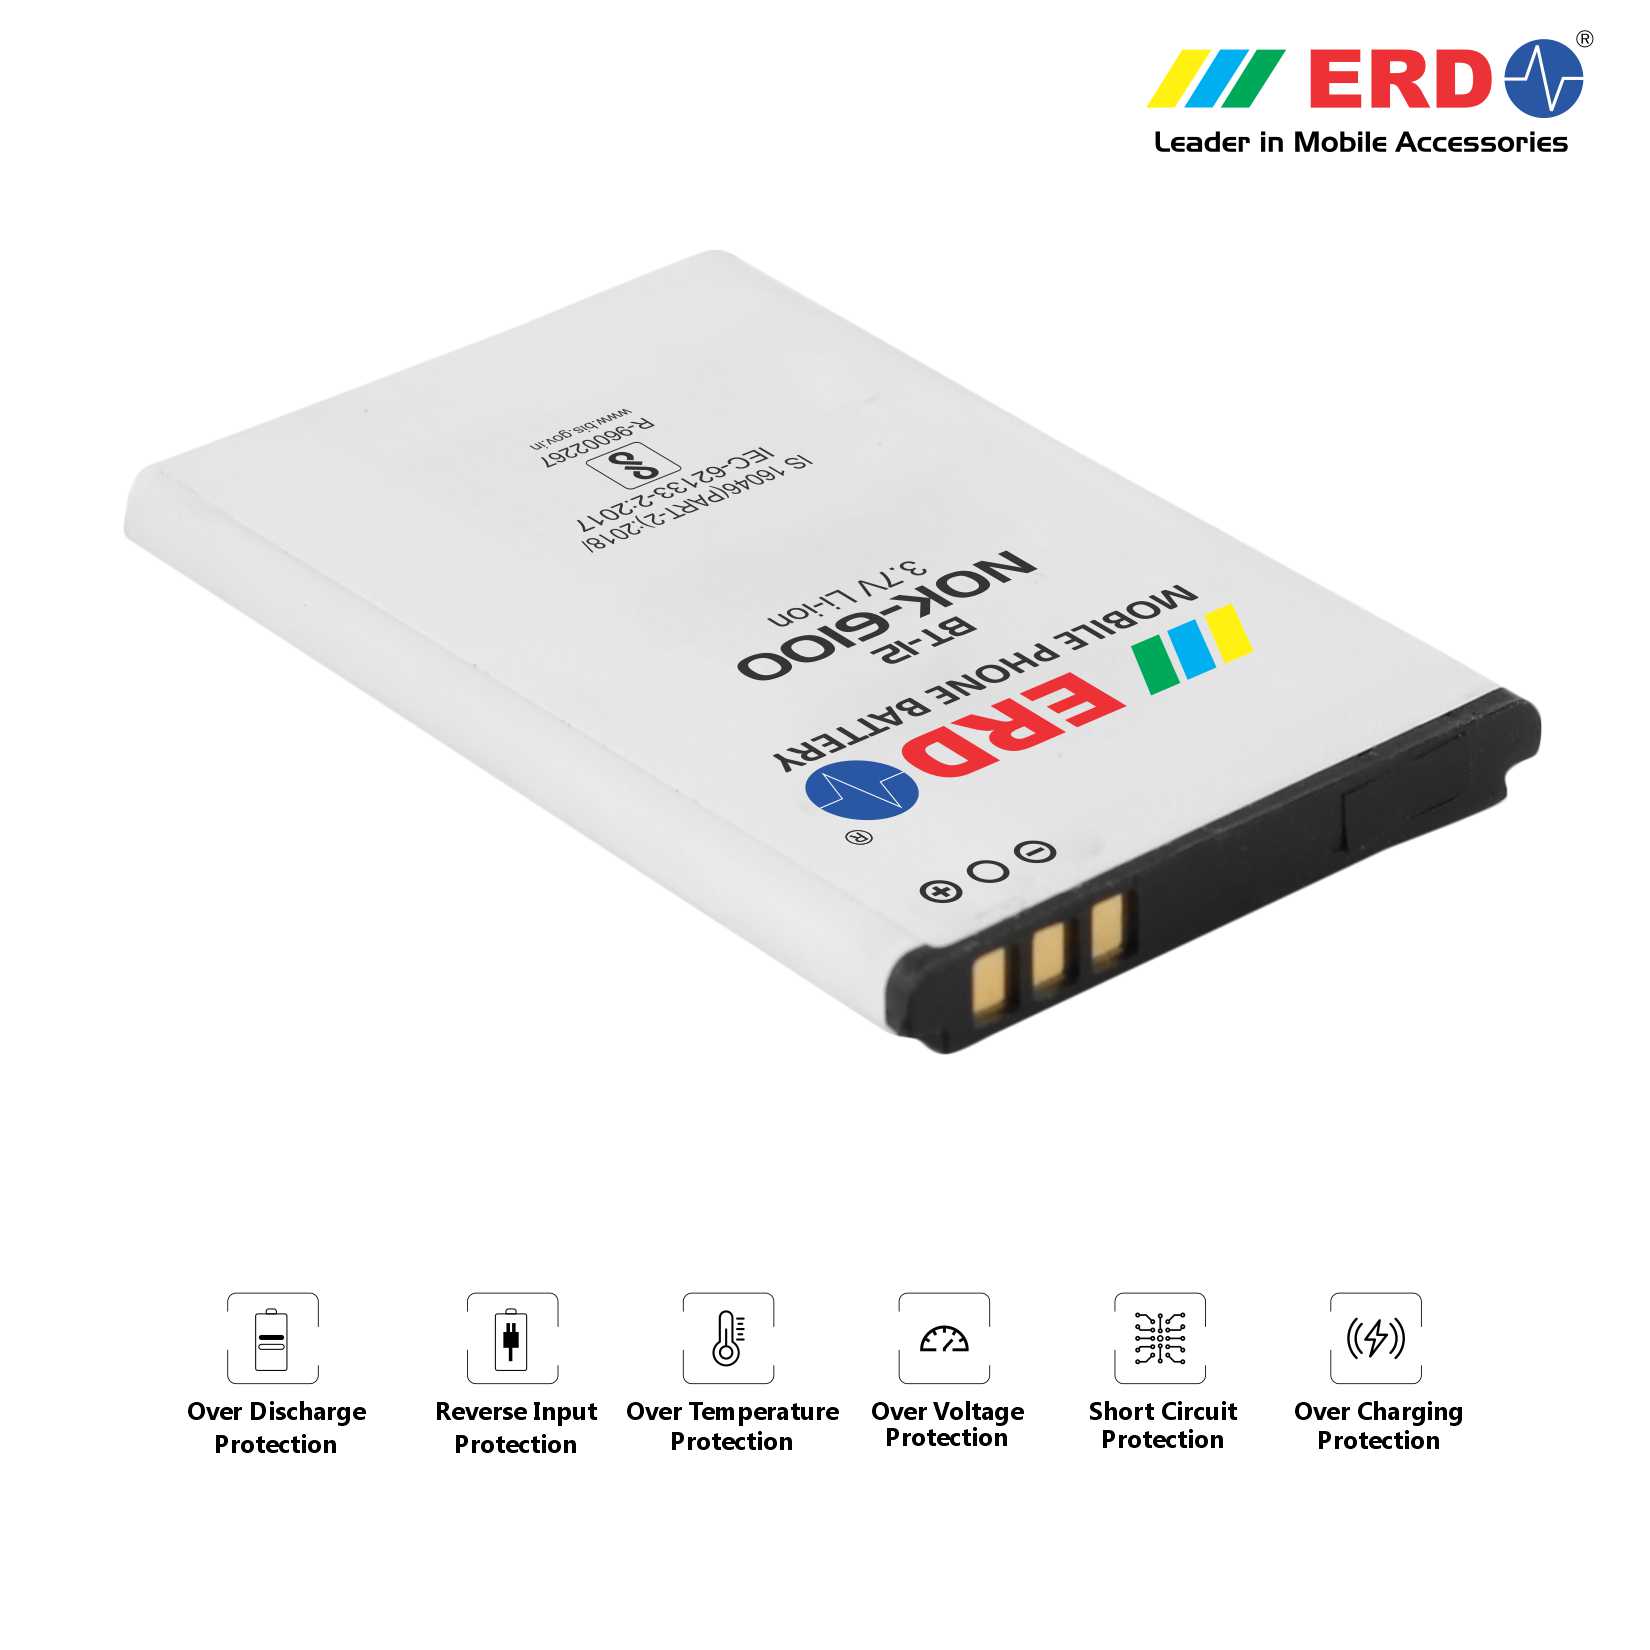 ERD ®
Leader in Mobile Accessories
®
ERD
MOBILE PHONE BATTERY
BT-12
NOK-6100
3.7V Li-ion
IS 16046(PART-2):2018/
IEC-62133-2:2017
R-96002267
www.bis.gov.in
Over Discharge
Protection
Reverse Input
Protection
Over Temperature
Protection
Over Voltage
Protection
Short Circuit
Protection
Over Charging
Protection